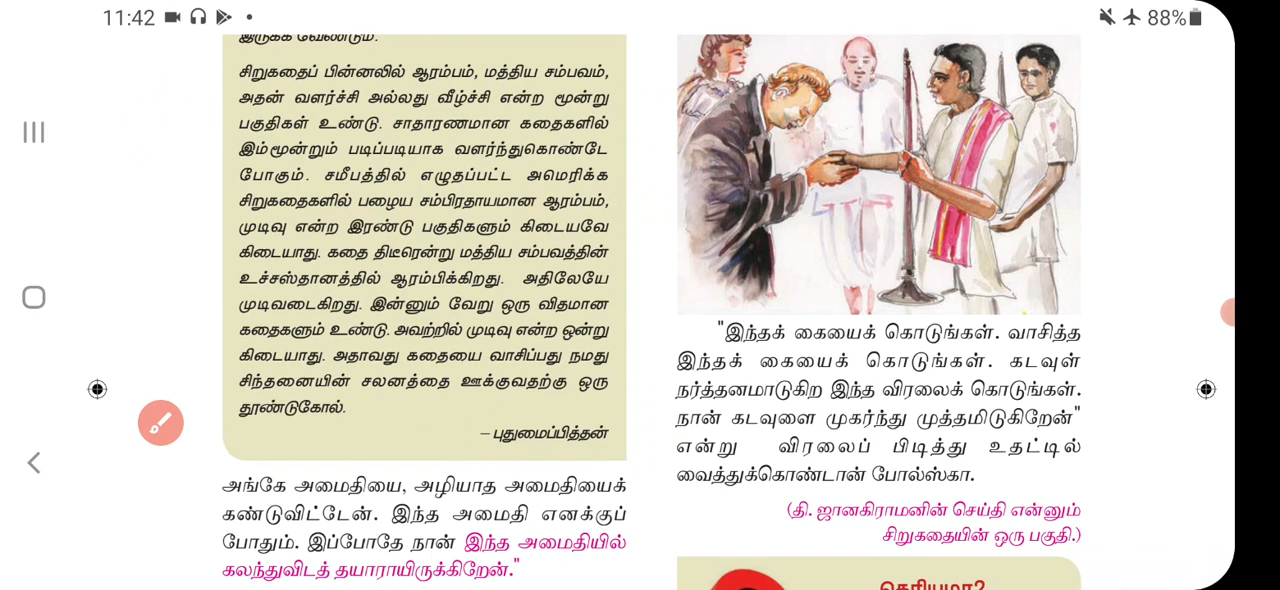 11:42
88%
இருக்க வேண்டும்.
சிறுகதைப் பின்னலில் ஆரம்பம், மத்திய சம்பவம்,
அதன் வளர்ச்சி அல்லது வீழ்ச்சி என்ற மூன்று
பகுதிகள் உண்டு. சாதாரணமான கதைகளில்
இம்மூன்றும் படிப்படியாக வளர்ந்துகொண்டே
போகும். சமீபத்தில் எழுதப்பட்ட அமெரிக்க
சிறுகதைகளில் பழைய சம்பிரதாயமான ஆரம்பம்,
முடிவு என்ற இரண்டு பகுதிகளும் கிடையவே
கிடையாது. கதை திடீரென்று மத்திய சம்பவத்தின்
உச்சஸ்தானத்தில் ஆரம்பிக்கிறது. அதிலேயே
முடிவடைகிறது. இன்னும் வேறு ஒரு விதமான
கதைகளும் உண்டு. அவற்றில் முடிவு என்ற ஒன்று
கிடையாது. அதாவது கதையை வாசிப்பது நமது
சிந்தனையின் சலனத்தை ஊக்குவதற்கு ஒரு
தூண்டுகோல்.
– புதுமைப்பித்தன்
அங்கே அமைதியை, அழியாத அமைதியைக்
கண்டுவிட்டேன். இந்த அமைதி எனக்குப்
போதும். இப்போதே நான் இந்த அமைதியில்
கலந்துவிடத் தயாராயிருக்கிறேன்."
"இந்தக் கையைக் கொடுங்கள். வாசித்த
இந்தக் கையைக் கொடுங்கள். கடவுள்
நர்த்தனமாடுகிற இந்த விரலைக் கொடுங்கள்.
நான் கடவுளை முகர்ந்து முத்தமிடுகிறேன்"
என்று விரலைப் பிடித்து உதட்டில்
வைத்துக்கொண்டான் போல்ஸ்கா.
(தி. ஜானகிராமனின் செய்தி என்னும்
சிறுகதையின் ஒரு பகுதி.)
தெரியுமா?